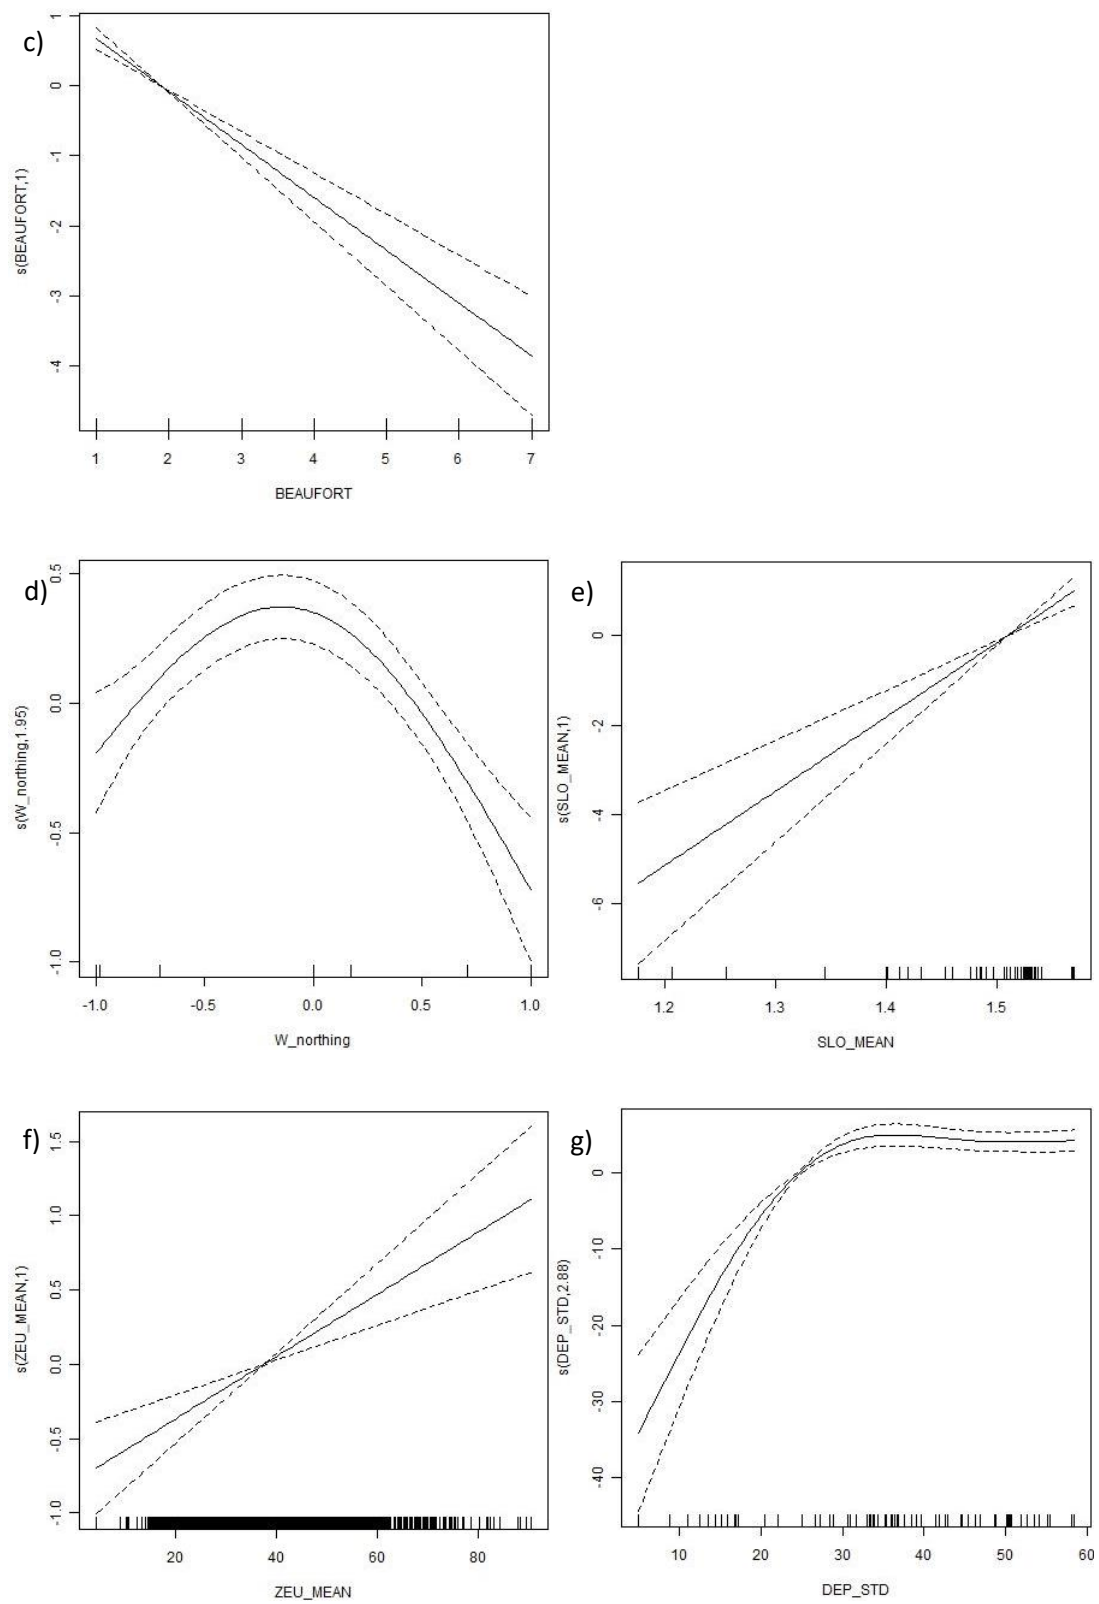 c)
s(BEAUFORT,1)
1
0
-1
-2
-3
-4
1 2 3 4 5 6 7
BEAUFORT
d)
s(W_northing,1.95)
0.5
0.0
-0.5
-1.0
-1.0 -0.5 0.0 0.5 1.0
W_northing
e)
s(SLO_MEAN,1)
0
-2
-4
-6
1.2 1.3 1.4 1.5
SLO_MEAN
f)
s(ZEU_MEAN,1)
1.5
1.0
0.5
0.0
-0.5
-1.0
20 40 60 80
ZEU_MEAN
g)
s(DEP_STD,2.88)
0
-10
-20
-30
-40
10 20 30 40 50 60
DEP_STD